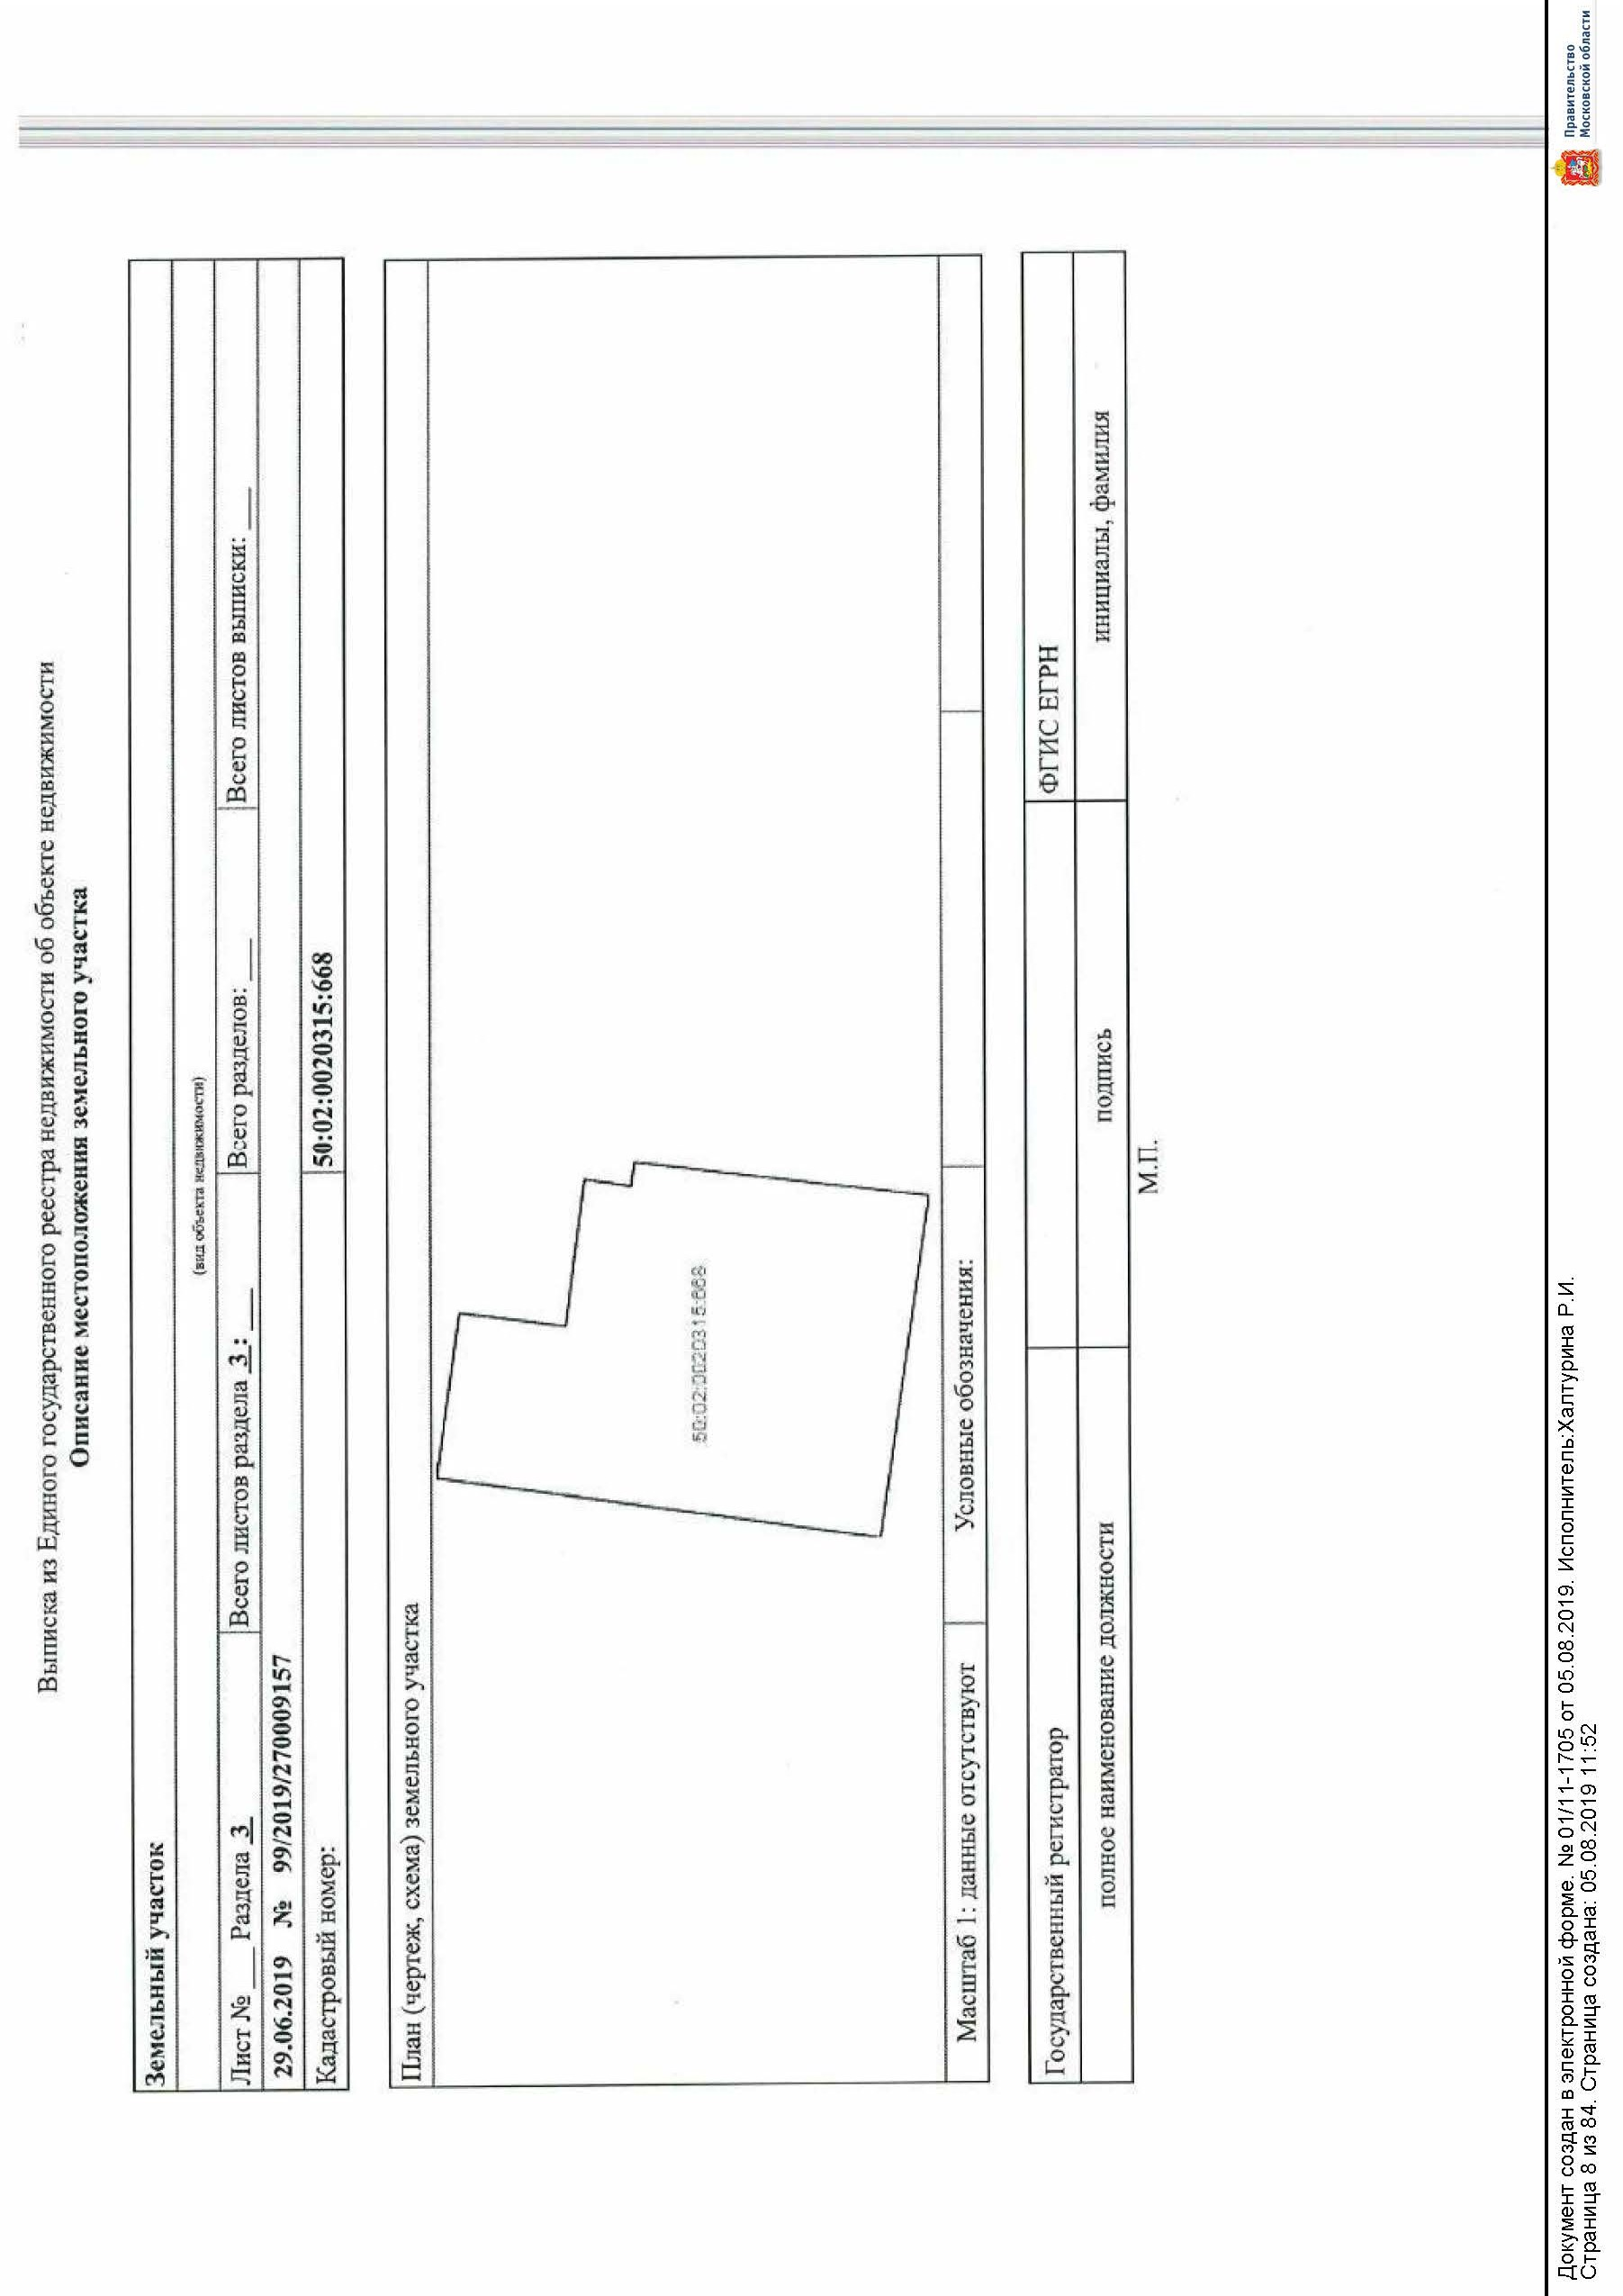 Выписка из Единого государственного реестра недвижимости об объекте недвижимости
Описание местоположения земельного участка
Земельный участок
(вид объекта недвижимости)
Лист № ___ Раздела 3 Всего листов раздела 3 : ___ Всего разделов: ___ Всего листов выписки: ___
29.06.2019 № 99/2019/270009157
Кадастровый номер: 50:02:0020315:668
План (чертеж, схема) земельного участка
50:02:0020315:668
Масштаб 1: данные отсутствуют Условные обозначения:
Государственный регистратор ФГИС ЕГРН
полное наименование должности подпись инициалы, фамилия
М.П.
Документ создан в электронной форме. № 01/11-1705 от 05.08.2019. Исполнитель:Халтурина Р.И.
Страница 8 из 84. Страница создана: 05.08.2019 11:52
Правительство
Московской области